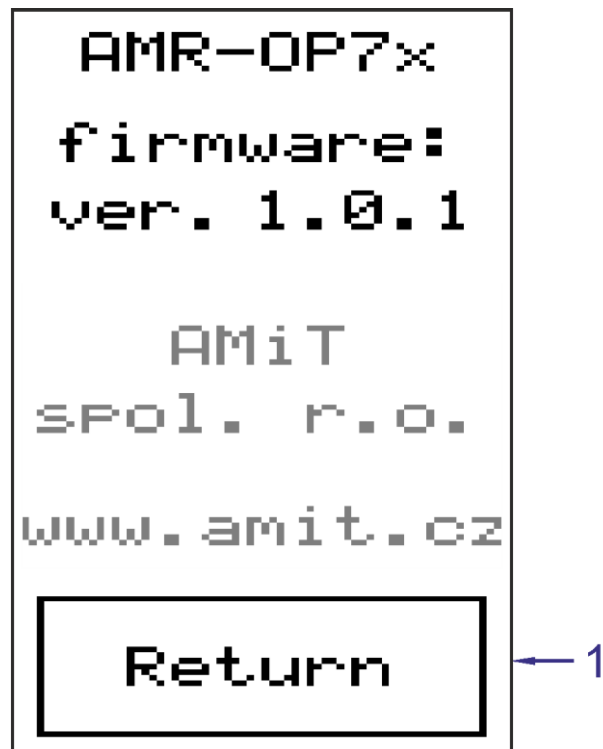 AMR-OP7x
firmware:
ver. 1.0.1
AMiT
spol. r.o.
www.amit.cz
Return
1